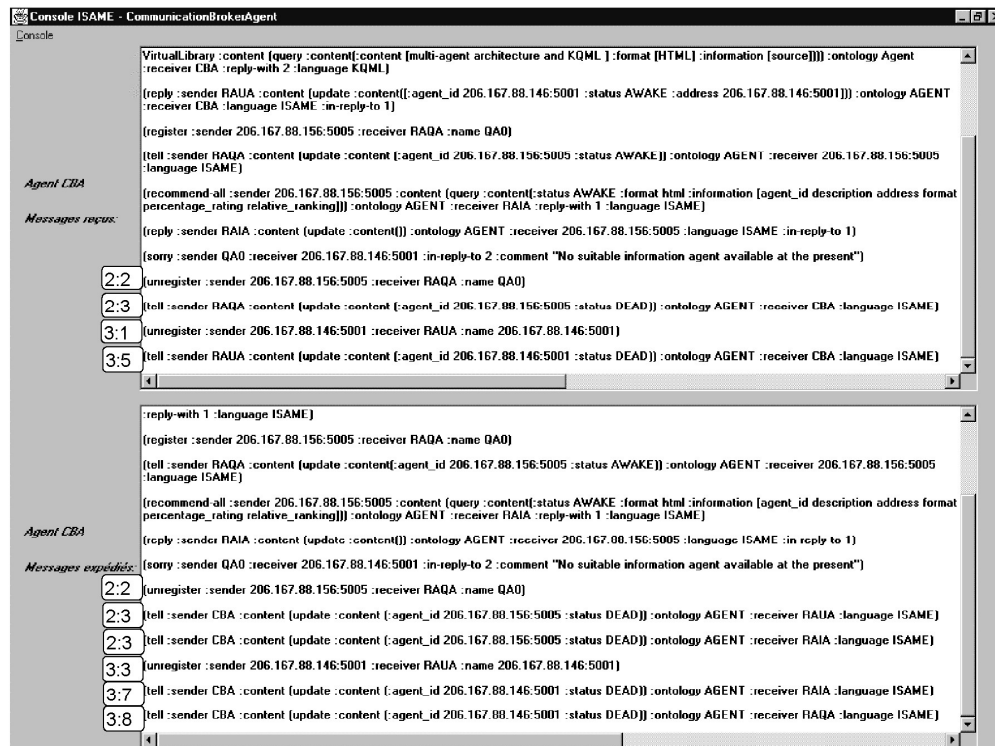 Console ISAME - CommunicationBrokerAgent
Console
VirtualLibrary :content (query :content(:content [multi-agent architecture and KQML ] :format [HTML] :information [source]))) :ontology Agent
:receiver CBA :reply-with 2 :language KQML)
(reply :sender RAUA :content (update :content([:agent_id 206.167.88.146:5001 :status AWAKE :address 206.167.88.146:5001])) :ontology AGENT
:receiver CBA :language ISAME :in-reply-to 1)
(register :sender 206.167.88.156:5005 :receiver RAQA :name QA0)
(tell :sender RAQA :content (update :content (:agent_id 206.167.88.156:5005 :status AWAKE)) :ontology AGENT :receiver 206.167.88.156:5005
:language ISAME)
Agent CBA
(recommend-all :sender 206.167.88.156:5005 :content (query :content(:status AWAKE :format html :information [agent_id description address format
percentage_rating relative_ranking])) :ontology AGENT :receiver RAIA :reply-with 1 :language ISAME)
Messages reçus:
(reply :sender RAIA :content (update :content()) :ontology AGENT :receiver 206.167.88.156:5005 :language ISAME :in-reply-to 1)
(sorry :sender QA0 :receiver 206.167.88.146:5001 :in-reply-to 2 :comment "No suitable information agent available at the present")
2:2 (unregister :sender 206.167.88.156:5005 :receiver RAQA :name QA0)
2:3 (tell :sender RAQA :content (update :content (:agent_id 206.167.88.156:5005 :status DEAD)) :ontology AGENT :receiver CBA :language ISAME)
3:1 (unregister :sender 206.167.88.146:5001 :receiver RAUA :name 206.167.88.146:5001)
3:5 (tell :sender RAUA :content (update :content (:agent_id 206.167.88.146:5001 :status DEAD)) :ontology AGENT :receiver CBA :language ISAME)
:reply-with 1 :language ISAME)
(register :sender 206.167.88.156:5005 :receiver RAQA :name QA0)
(tell :sender RAQA :content (update :content(:agent_id 206.167.88.156:5005 :status AWAKE)) :ontology AGENT :receiver 206.167.88.156:5005
:language ISAME)
(recommend-all :sender 206.167.88.156:5005 :content (query :content(:status AWAKE :format html :information [agent_id description address format
percentage_rating relative_ranking])) :ontology AGENT :receiver RAIA :reply-with 1 :language ISAME)
Agent CBA
(reply :sender RAIA :content (update :content()) :ontology AGENT :receiver 206.167.88.156:5005 :language ISAME :in-reply-to 1)
Messages expédiés: (sorry :sender QA0 :receiver 206.167.88.146:5001 :in-reply-to 2 :comment "No suitable information agent available at the present")
2:2 (unregister :sender 206.167.88.156:5005 :receiver RAQA :name QA0)
2:3 (tell :sender CBA :content (update :content (:agent_id 206.167.88.156:5005 :status DEAD)) :ontology AGENT :receiver RAUA :language ISAME)
2:3 (tell :sender CBA :content (update :content (:agent_id 206.167.88.156:5005 :status DEAD)) :ontology AGENT :receiver RAIA :language ISAME)
3:3 (unregister :sender 206.167.88.146:5001 :receiver RAUA :name 206.167.88.146:5001)
3:7 (tell :sender CBA :content (update :content (:agent_id 206.167.88.146:5001 :status DEAD)) :ontology AGENT :receiver RAIA :language ISAME)
3:8 (tell :sender CBA :content (update :content (:agent_id 206.167.88.146:5001 :status DEAD)) :ontology AGENT :receiver RAQA :language ISAME)